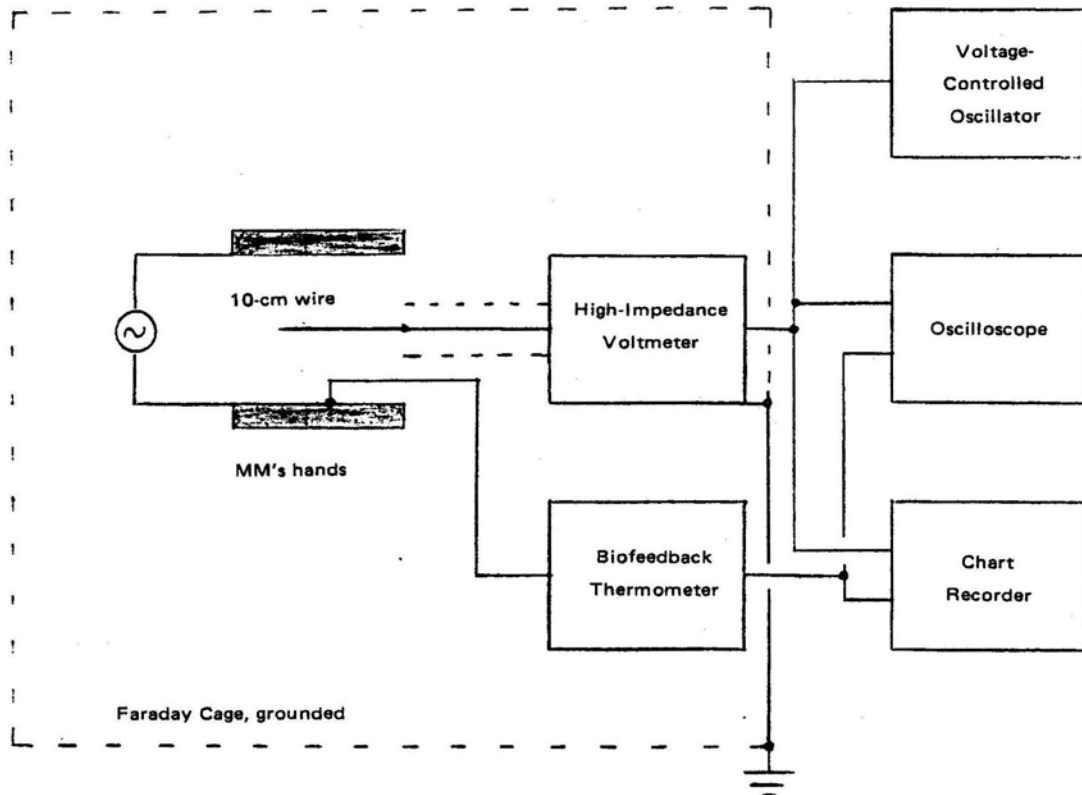 Voltage-
Controlled
Oscillator
10-cm wire
High-Impedance
Voltmeter
Oscilloscope
MM's hands
Biofeedback
Thermometer
Chart
Recorder
Faraday Cage, grounded